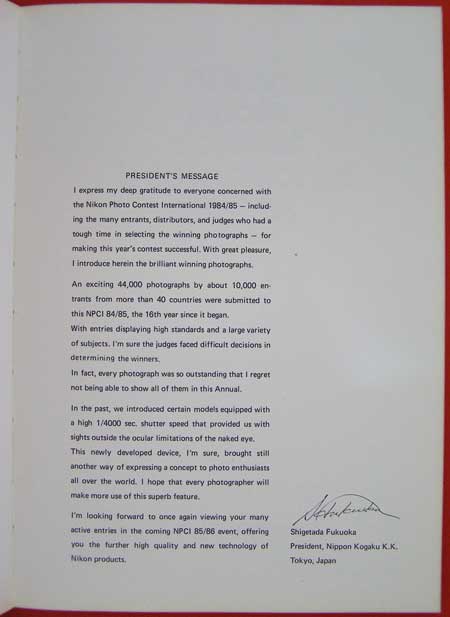 PRESIDENT'S MESSAGE
I express my deep gratitude to everyone concerned with
the Nikon Photo Contest International 1984/85 — includ-
ing the many entrants, distributors, and judges who had a
tough time in selecting the winning photographs — for
making this year's contest successful. With great pleasure,
I introduce herein the brilliant winning photographs.
An exciting 44,000 photographs by about 10,000 en-
trants from more than 40 countries were submitted to
this NPCI 84/85, the 16th year since it began.
With entries displaying high standards and a large variety
of subjects. I'm sure the judges faced difficult decisions in
determining the winners.
In fact, every photograph was so outstanding that I regret
not being able to show all of them in this Annual.
In the past, we introduced certain models equipped with
a high 1/4000 sec. shutter speed that provided us with
sights outside the ocular limitations of the naked eye.
This newly developed device, I'm sure, brought still
another way of expressing a concept to photo enthusiasts
all over the world. I hope that every photographer will
make more use of this superb feature.
I'm looking forward to once again viewing your many
active entries in the coming NPCI 85/86 event, offering
you the further high quality and new technology of
Nikon products.
Shigetada Fukuoka
President, Nippon Kogaku K.K.
Tokyo, Japan